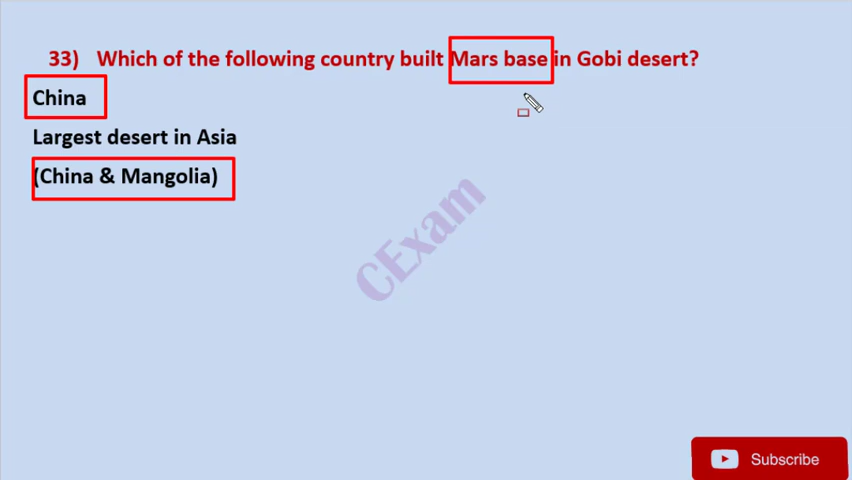 33) Which of the following country built Mars base in Gobi desert?
China
Largest desert in Asia
(China & Mangolia)
CExam
Subscribe